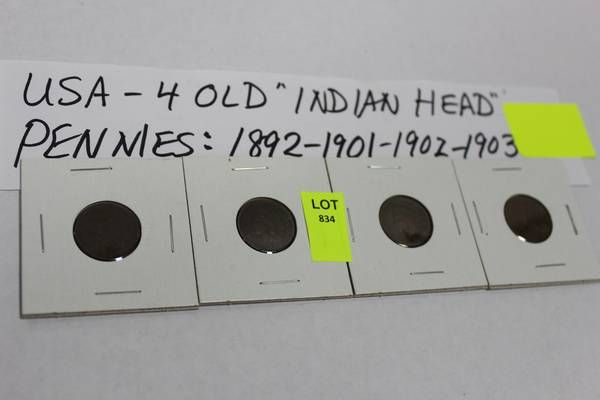 USA - 4 OLD "INDIAN HEAD"
PENNIES: 1892-1901-1902-1903
LOT
834